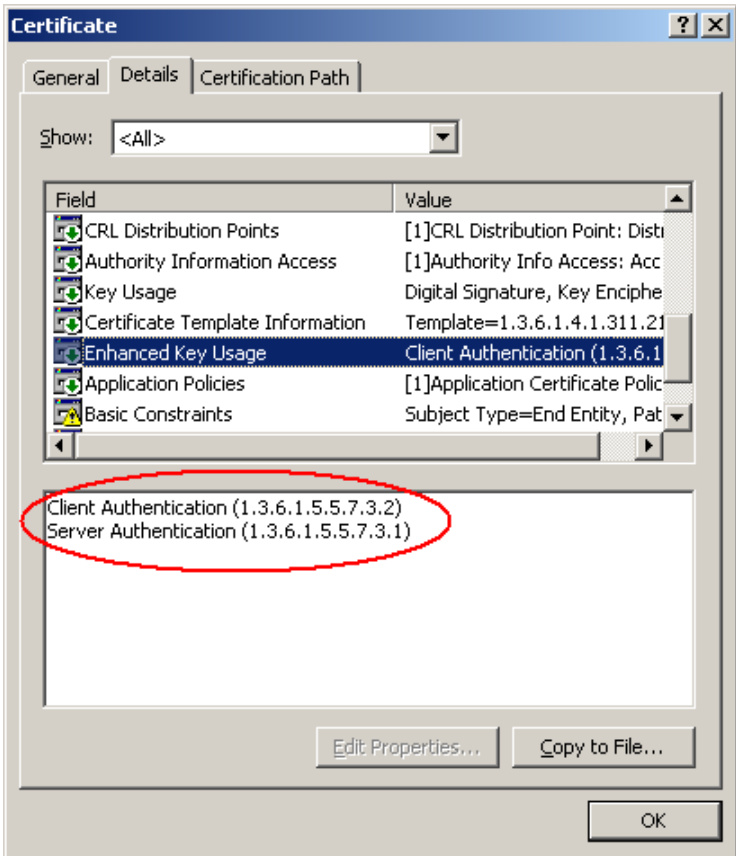 Certificate
General Details Certification Path
Show: <All>
Field Value
CRL Distribution Points [1]CRL Distribution Point: Distri
Authority Information Access [1]Authority Info Access: Acc
Key Usage Digital Signature, Key Enciphe
Certificate Template Information Template=1.3.6.1.4.1.311.21
Enhanced Key Usage Client Authentication (1.3.6.1
Application Policies [1]Application Certificate Polic
Basic Constraints Subject Type=End Entity, Pat
Client Authentication (1.3.6.1.5.5.7.3.2)
Server Authentication (1.3.6.1.5.5.7.3.1)
Edit Properties... Copy to File...
OK